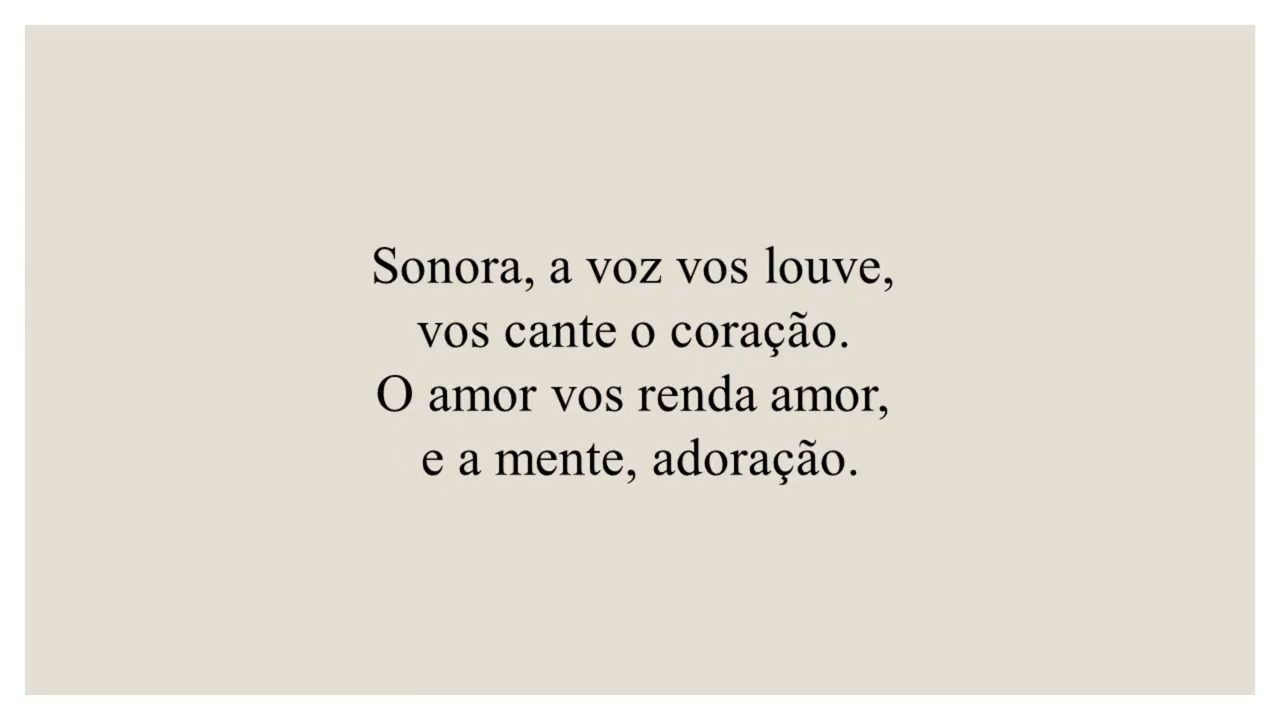 Sonora, a voz vos louve,
vos cante o coração.
O amor vos renda amor,
e a mente, adoração.